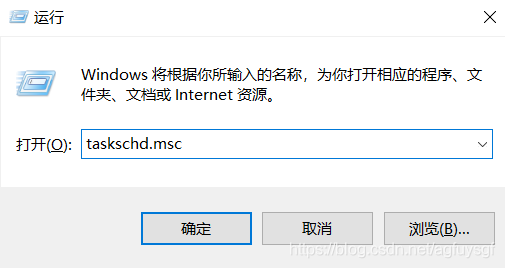 运行
Windows 将根据你所输入的名称，为你打开相应的程序、文
件夹、文档或 Internet 资源。
打开(O): taskschd.msc
确定 取消 浏览(B)...
https://blog.csdn.net/agfuysgf